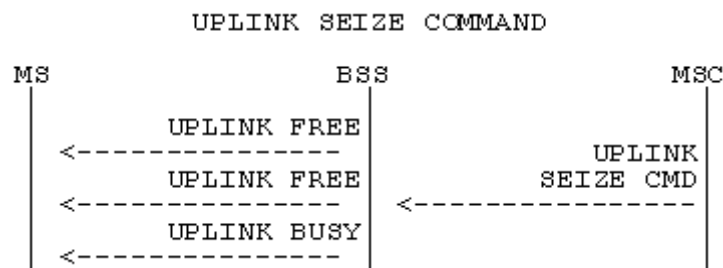 UPLINK SEIZE COMMAND
MS BSS MSC
UPLINK FREE
UPLINK
UPLINK FREE SEIZE CMD
UPLINK BUSY